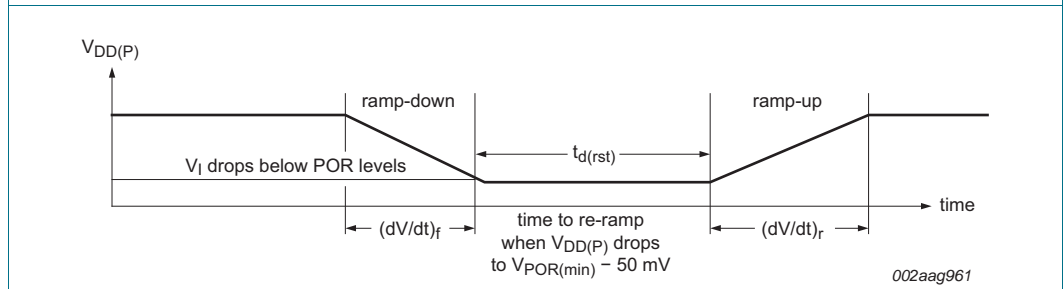 VDD(P)
ramp-down
ramp-up
td(rst)
VI drops below POR levels
time
(dV/dt)f
time to re-ramp
when VDD(P) drops
to VPOR(min) − 50 mV
(dV/dt)r
002aag961